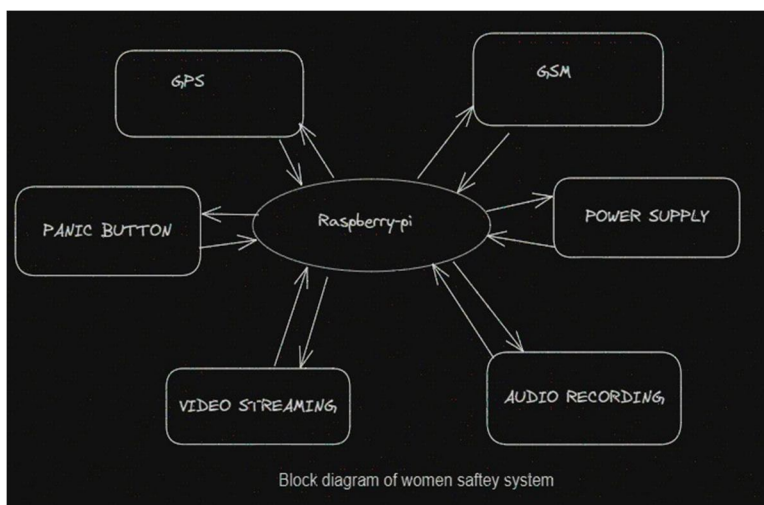 GPS
GSM
PANIC BUTTON
Raspberry-pi
POWER SUPPLY
VIDEO STREAMING
AUDIO RECORDING
Block diagram of women saftey system